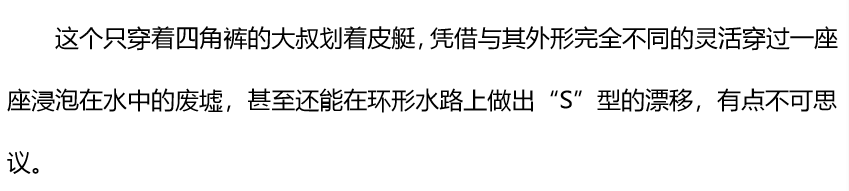 这个只穿着四角裤的大叔划着皮艇，凭借与其外形完全不同的灵活穿过一座
座浸泡在水中的废墟，甚至还能在环形水路上做出“S”型的漂移，有点不可思
议。